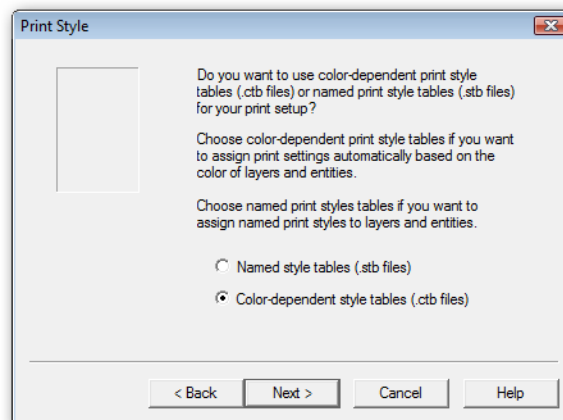 Print Style
Do you want to use color-dependent print style
tables (.ctb files) or named print style tables (.stb files)
for your print setup?
Choose color-dependent print style tables if you want
to assign print settings automatically based on the
color of layers and entities.
Choose named print styles tables if you want to
assign named print styles to layers and entities.
Named style tables (.stb files)
Color-dependent style tables (.ctb files)
< Back Next > Cancel Help